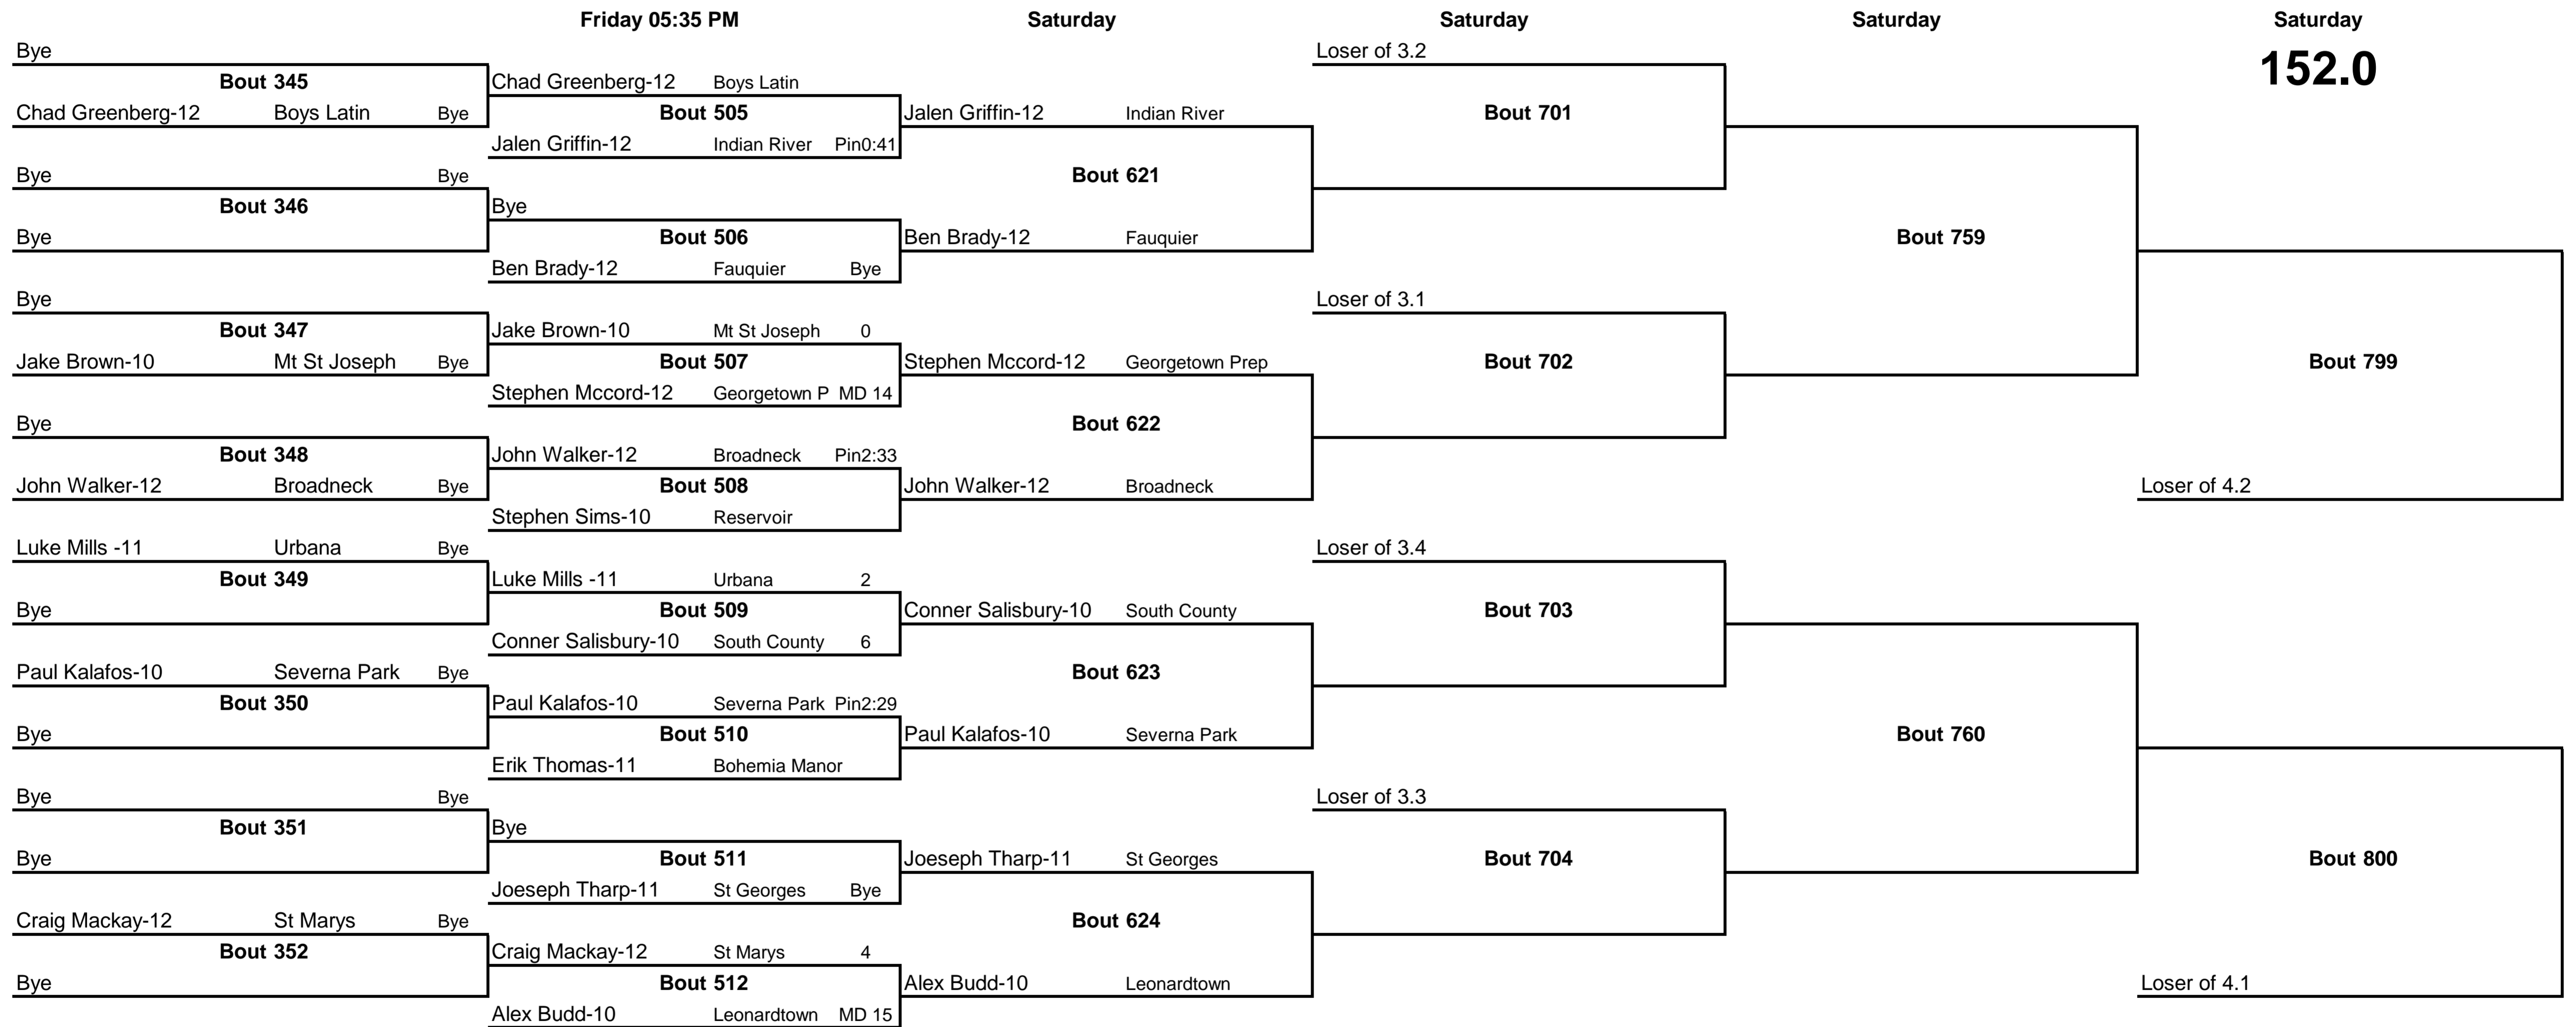 Friday 05:35 PM Saturday Saturday Saturday Saturday
Bye Loser of 3.2
152.0
Bout 345 Chad Greenberg-12 Boys Latin
Chad Greenberg-12 Boys Latin Bye Bout 505 Jalen Griffin-12 Indian River Bout 701
Jalen Griffin-12 Indian River Pin0:41
Bye Bye Bout 621
Bout 346 Bye
Bye Bout 506 Ben Brady-12 Fauquier Bout 759
Ben Brady-12 Fauquier Bye
Bye Loser of 3.1
Bout 347 Jake Brown-10 Mt St Joseph 0
Jake Brown-10 Mt St Joseph Bye Bout 507 Stephen Mccord-12 Georgetown Prep Bout 702 Bout 799
Stephen Mccord-12 Georgetown P MD 14
Bye Bout 622
Bout 348 John Walker-12 Broadneck Pin2:33
John Walker-12 Broadneck Bye Bout 508 John Walker-12 Broadneck Loser of 4.2
Stephen Sims-10 Reservoir
Luke Mills -11 Urbana Bye Loser of 3.4
Bout 349 Luke Mills -11 Urbana 2
Bye Bout 509 Conner Salisbury-10 South County Bout 703
Conner Salisbury-10 South County 6
Paul Kalafos-10 Severna Park Bye Bout 623
Bout 350 Paul Kalafos-10 Severna Park Pin2:29
Bye Bout 510 Paul Kalafos-10 Severna Park Bout 760
Erik Thomas-11 Bohemia Manor
Bye Bye Loser of 3.3
Bout 351 Bye
Bye Bout 511 Joeseph Tharp-11 St Georges Bout 704 Bout 800
Joeseph Tharp-11 St Georges Bye
Craig Mackay-12 St Marys Bye Bout 624
Bout 352 Craig Mackay-12 St Marys 4
Bye Bout 512 Alex Budd-10 Leonardtown Loser of 4.1
Alex Budd-10 Leonardtown MD 15